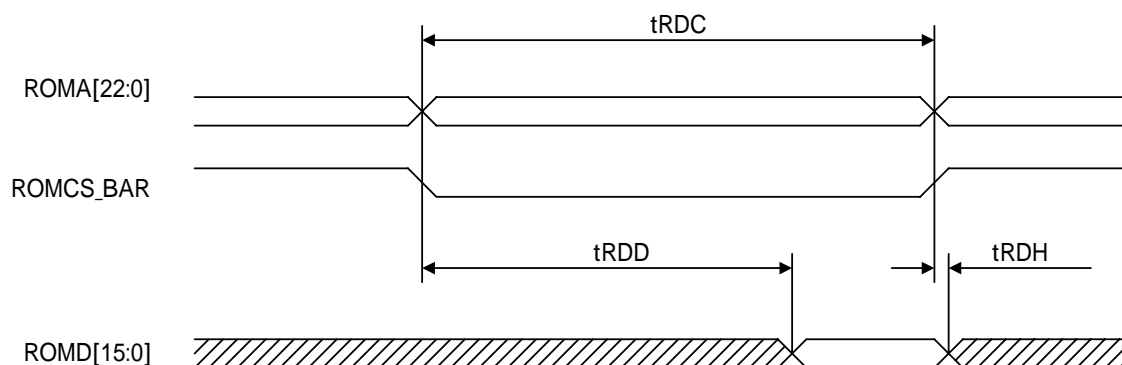 tRDC
ROMA[22:0]
ROMCS_BAR
tRDD
tRDH
ROMD[15:0]